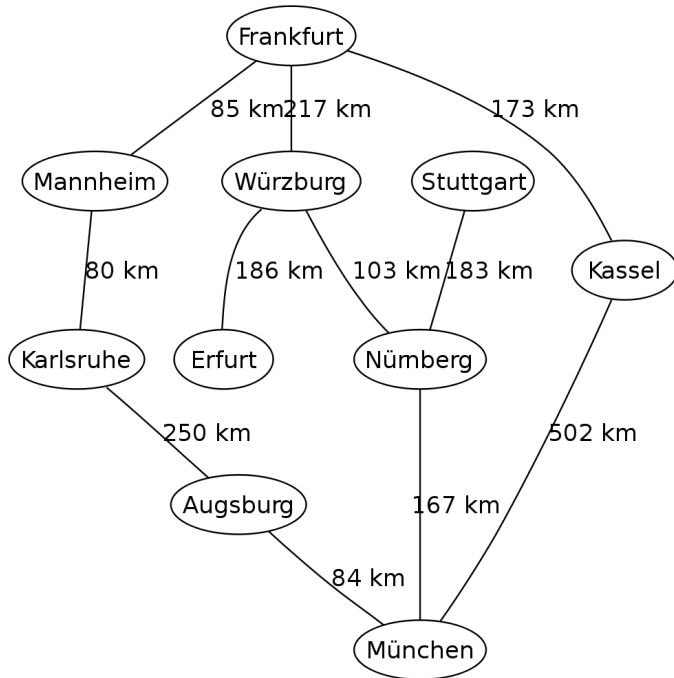 Frankfurt
85 km
217 km
173 km
Mannheim
Würzburg
Stuttgart
Kassel
80 km
186 km
103 km
183 km
Karlsruhe
Erfurt
Nürnberg
250 km
502 km
Augsburg
167 km
84 km
München